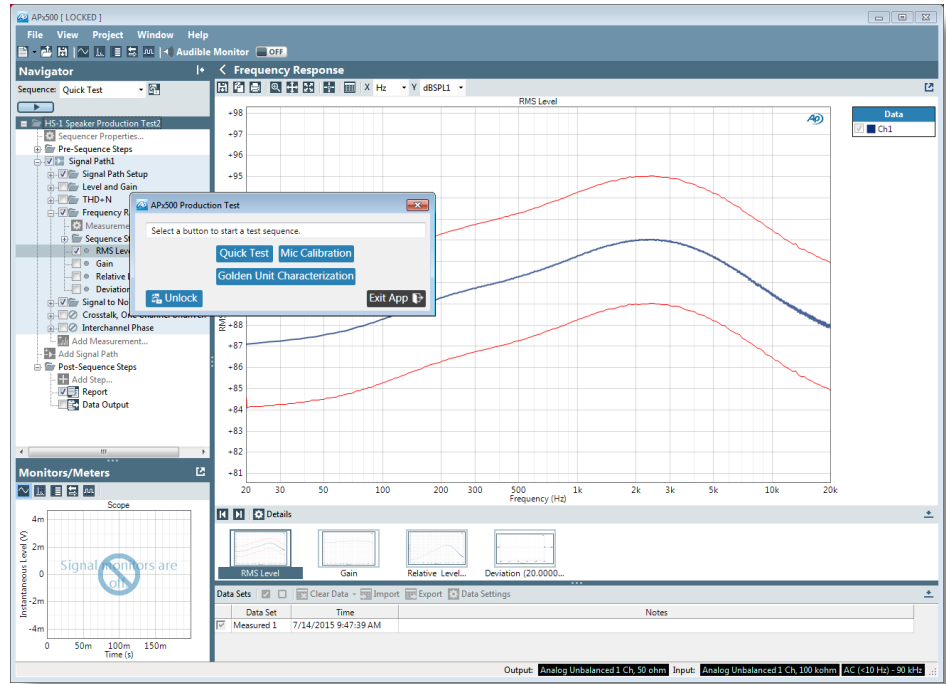 APx500 [ LOCKED ]
File View Project Window Help
Audible Monitor OFF
Navigator
Sequence: Quick Test
HS-1 Speaker Production Test2
Sequencer Properties...
Pre-Sequence Steps
Signal Path1
Signal Path Setup
Level and Gain
THD+N
Frequency R
Measureme
Sequence St
RMS Leve
Gain
Relative
Deviation
Signal to No
Crosstalk, One Channel Undriven
Interchannel Phase
Add Measurement...
Add Signal Path
Post-Sequence Steps
Add Step...
Report
Data Output
Frequency Response
X Hz Y dBSPL1
RMS Level
+98
+97
+96
+95
+88
+87
+86
+85
+84
+83
+82
+81
20 30 50 100 200 300 500 1k 2k 3k 5k 10k 20k
Frequency (Hz)
AP
Data
Ch1
APx500 Production Test
Select a button to start a test sequence.
Quick Test Mic Calibration
Golden Unit Characterization
Unlock Exit App
Monitors/Meters
Scope
Instantaneous Level (V)
4m
2m
0
-2m
-4m
Signal monitors are
off
0 50m 100m 150m
Time (s)
Details
RMS Level Gain Relative Level... Deviation (20.0000...
Data Sets Clear Data Import Export Data Settings
Data Set Time Notes
Measured 1 7/14/2015 9:47:39 AM
Output: Analog Unbalanced 1 Ch, 50 ohm Input: Analog Unbalanced 1 Ch, 100 kohm AC (<10 Hz) - 90 kHz